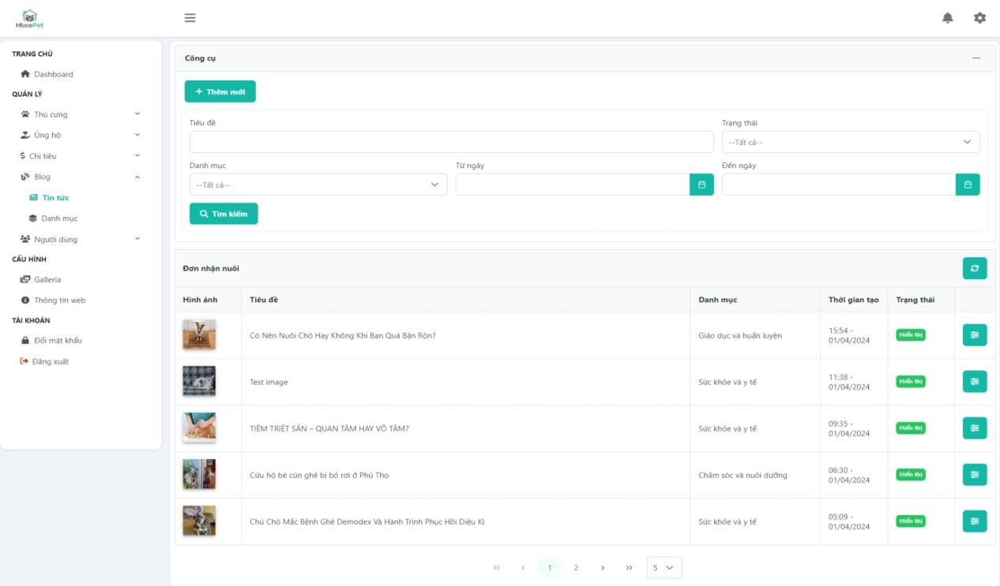 HucePet
TRANG CHỦ
Dashboard
QUẢN LÝ
Thú cưng
Ủng hộ
Chi tiêu
Blog
Tin tức
Danh mục
Người dùng
CẤU HÌNH
Galleria
Thông tin web
TÀI KHOẢN
Đổi mật khẩu
Đăng xuất
Công cụ
+ Thêm mới
Tiêu đề
Trạng thái
--Tất cả--
Danh mục
Từ ngày
Đến ngày
--Tất cả--
Tìm kiếm
Đơn nhận nuôi
Hình ảnh Tiêu đề Danh mục Thời gian tạo Trạng thái
Có Nên Nuôi Chó Hay Không Khi Bạn Quá Bận Rộn? Giáo dục và huấn luyện 15:54 -
01/04/2024 Hiển thị
Test image Sức khỏe và y tế 11:38 -
01/04/2024 Hiển thị
TIÊM TRIỆT SẢN – QUAN TÂM HAY VÔ TÂM? Sức khỏe và y tế 09:35 -
01/04/2024 Hiển thị
Cứu hộ bé cún ghẻ bị bỏ rơi ở Phú Thọ Chăm sóc và nuôi dưỡng 06:30 -
01/04/2024 Hiển thị
Chú Chó Mắc Bệnh Ghẻ Demodex Và Hành Trình Phục Hồi Diệu Kì Sức khỏe và y tế 05:09 -
01/04/2024 Hiển thị
« ‹ 1 2 › » 5